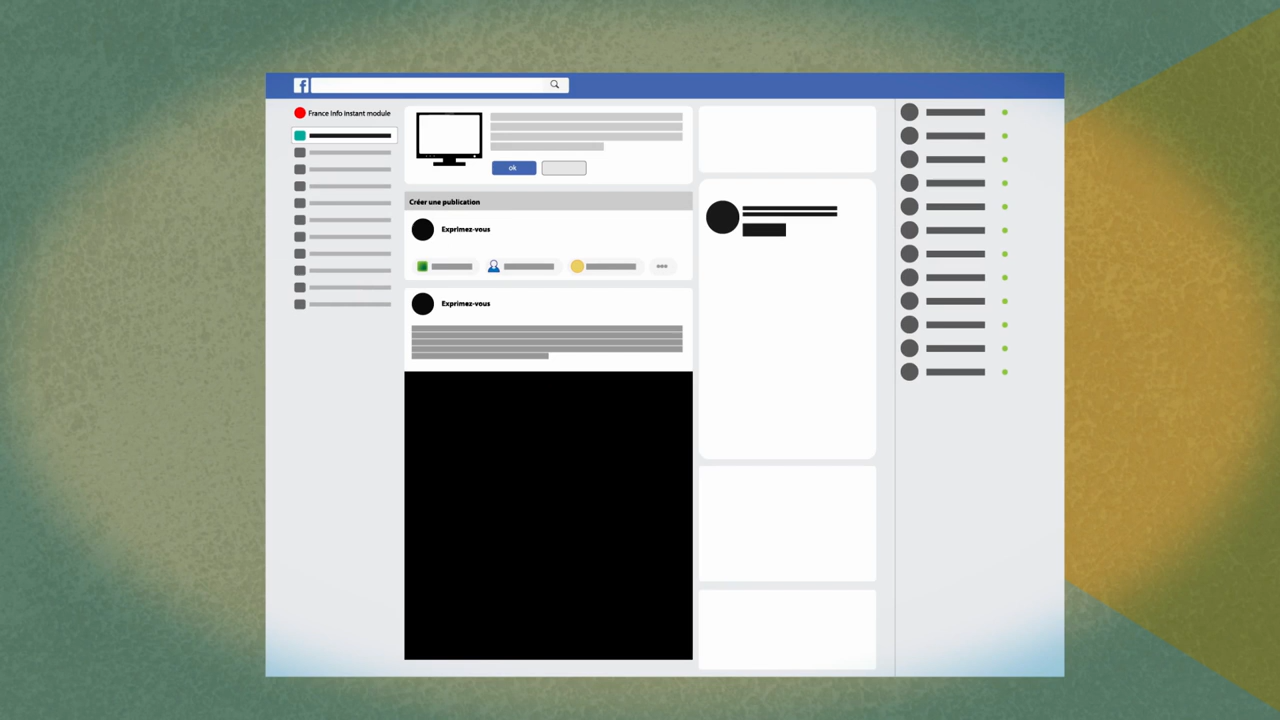 f
France Info Instant module
ok
Créer une publication
Exprimez-vous
Exprimez-vous